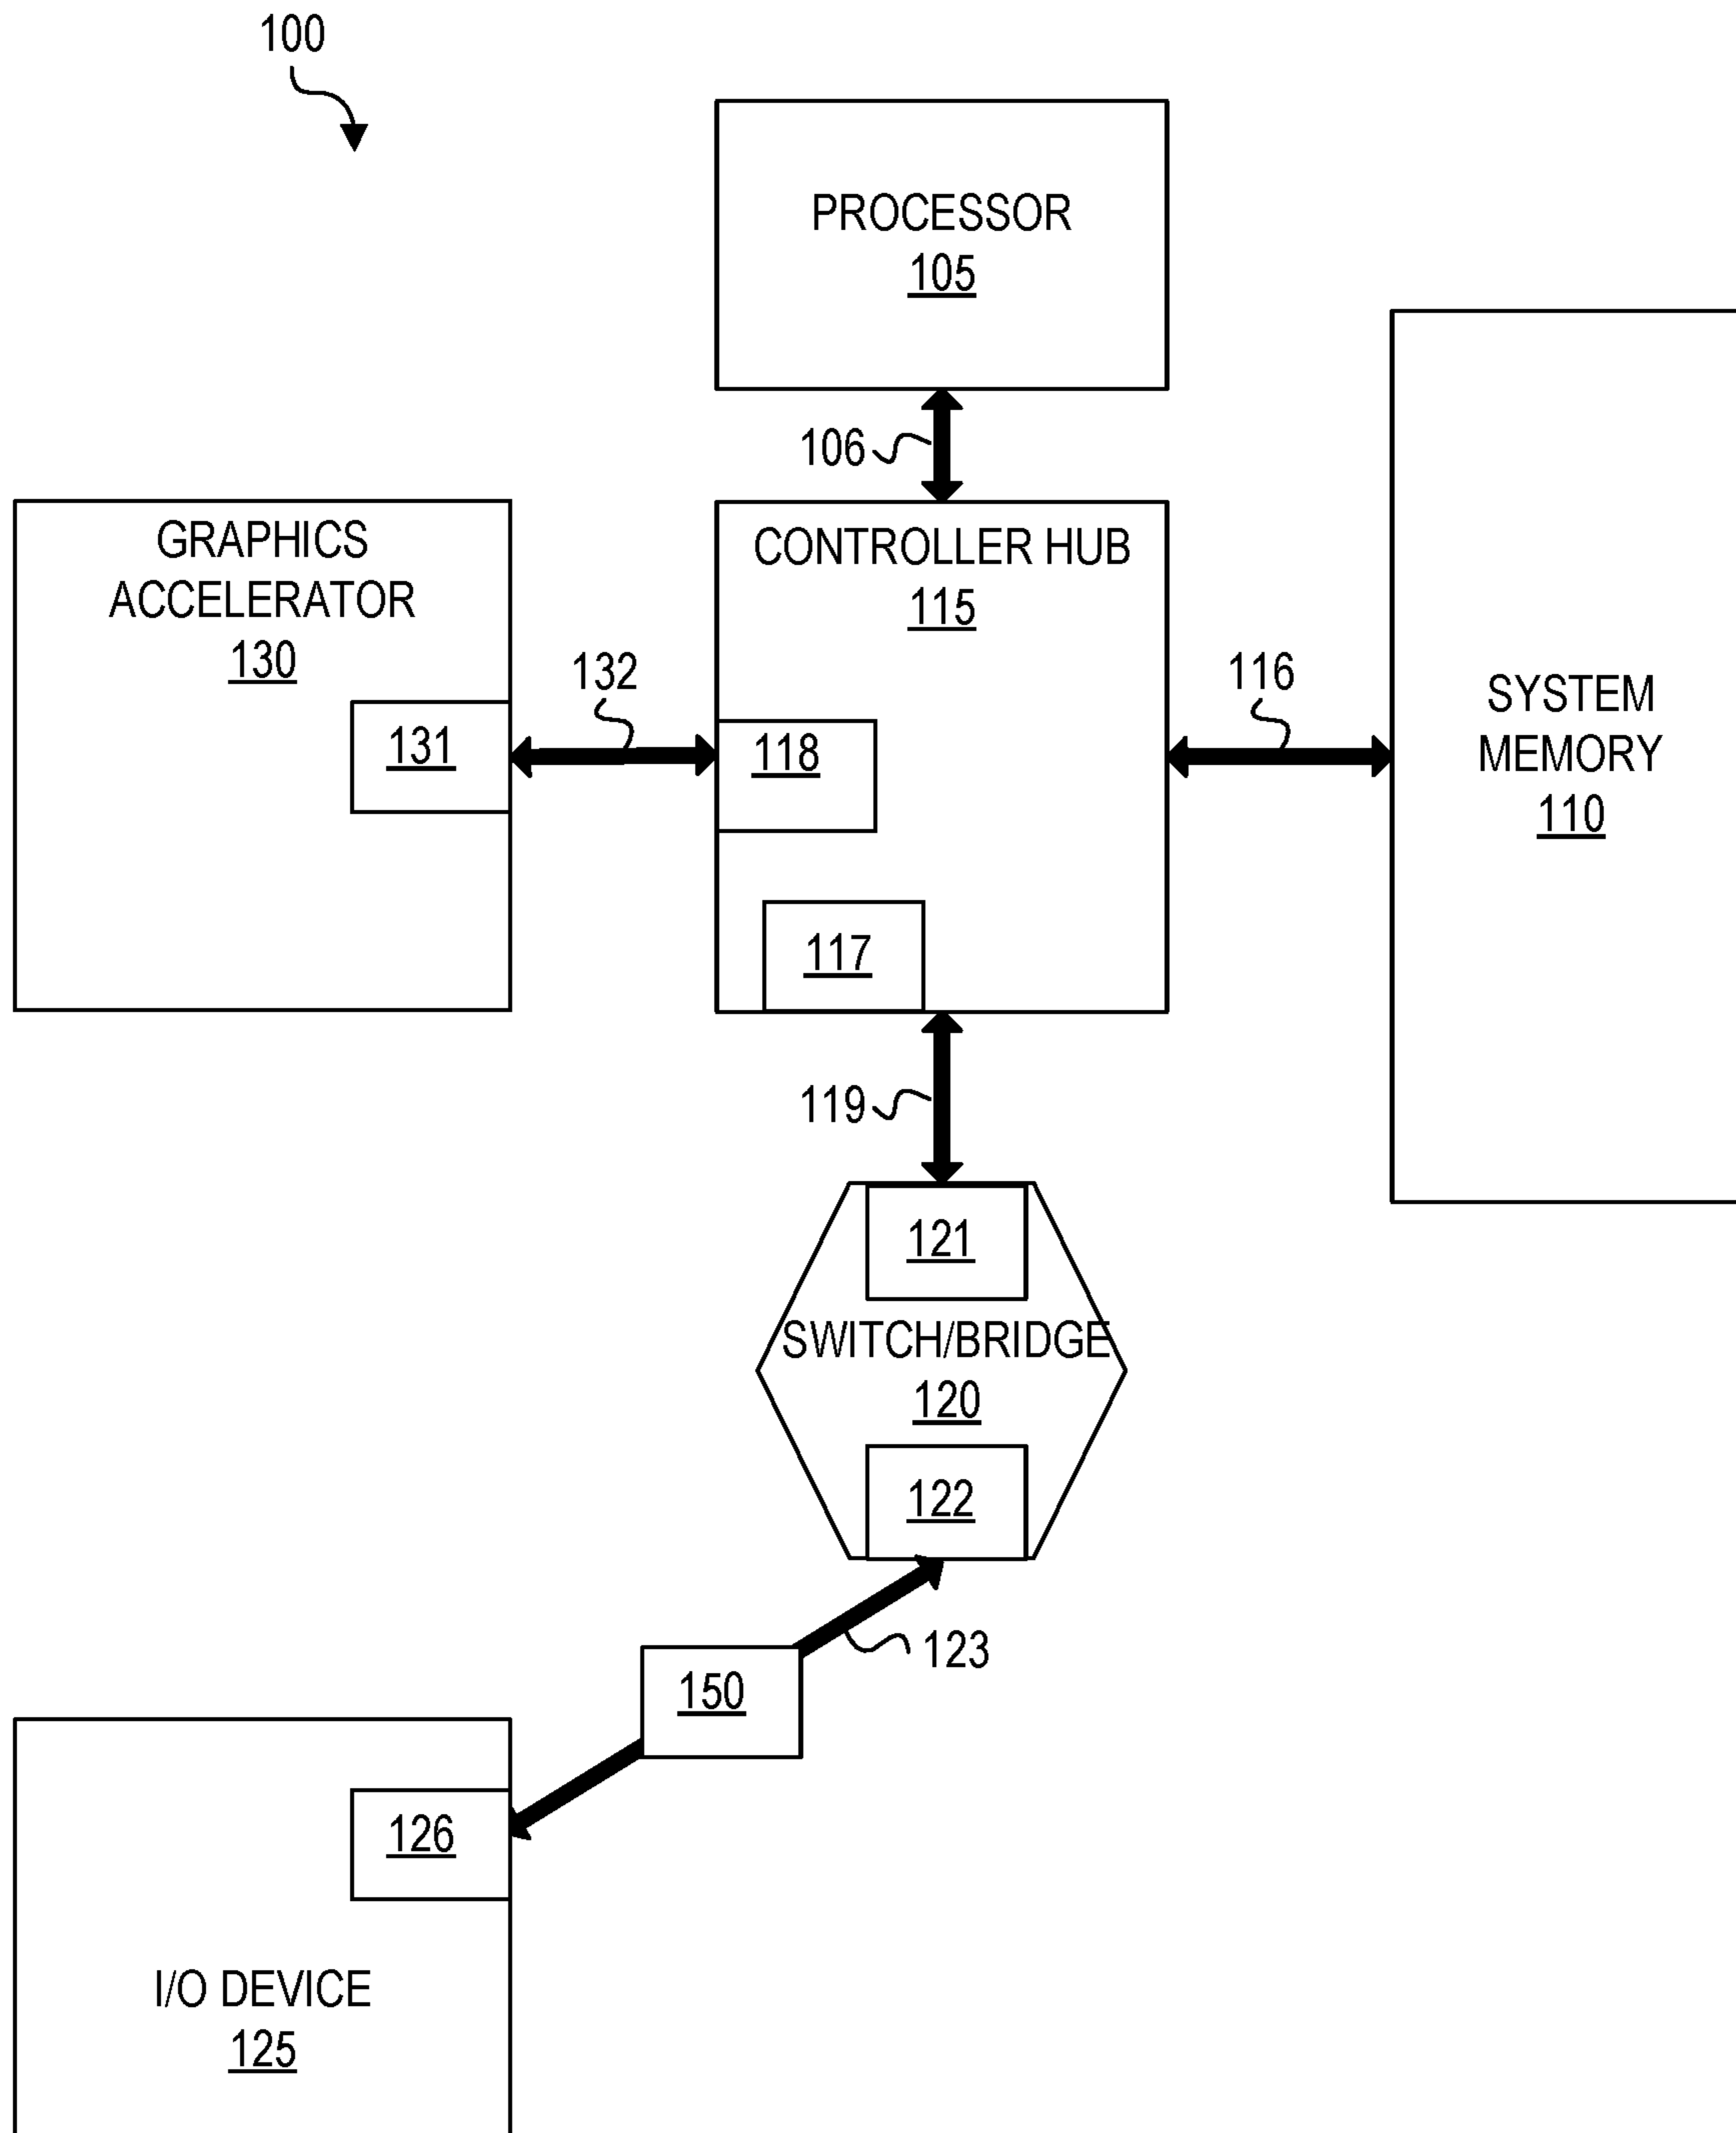 100
PROCESSOR
105
106
GRAPHICS
ACCELERATOR
130
131
132
CONTROLLER HUB
115
118
117
116
SYSTEM
MEMORY
110
119
121
SWITCH/BRIDGE
120
122
123
150
126
I/O DEVICE
125